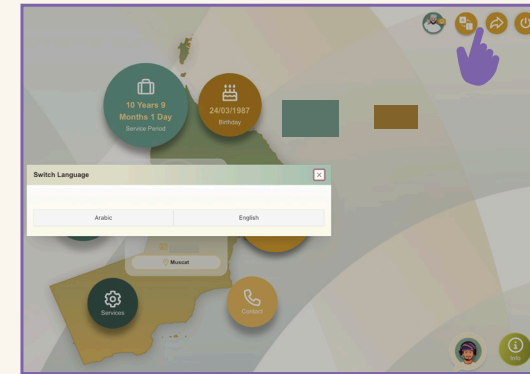 10 Years 9
Months 1 Day
Service Period
24/03/1987
Birthday
Switch Language
Arabic
English
Muscat
Services
Contact
Info